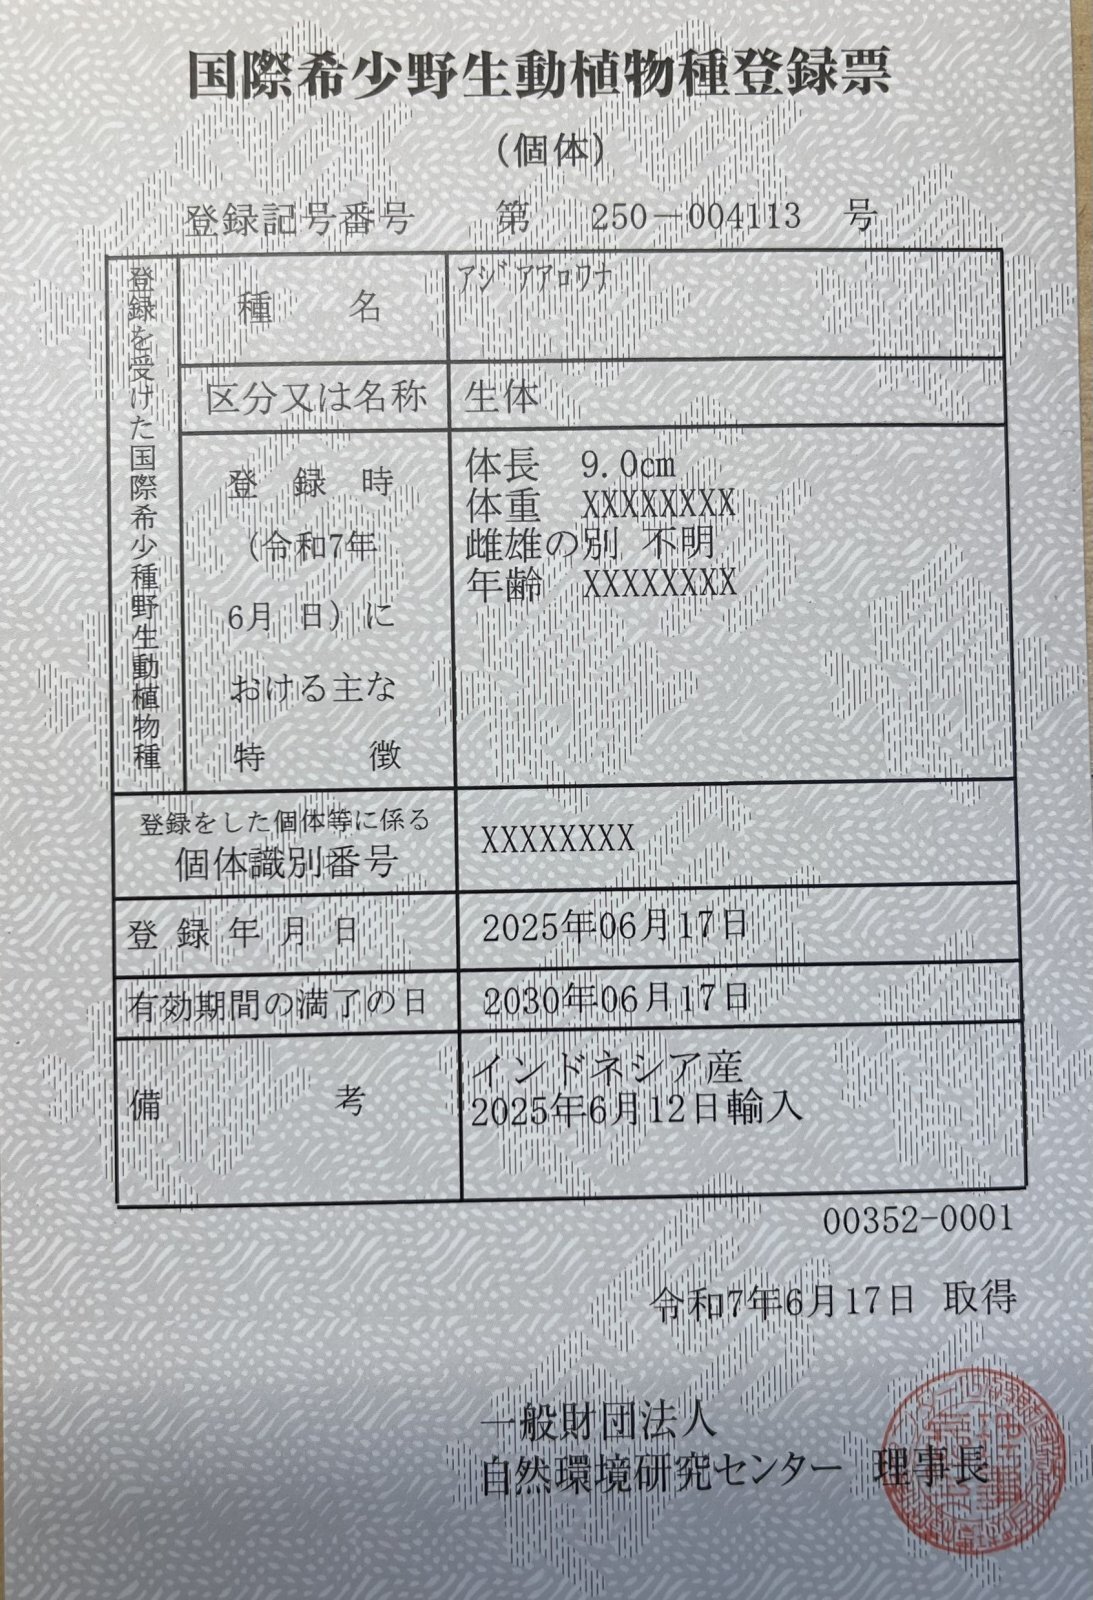 国際希少野生動植物種登録票
(個体)
登録記号番号 第 250－004113 号
登録を受けた国際希少種野生動植物種
種名 ｱｼﾞｱｱﾛﾜﾅ
区分又は名称 生体
登録時
(令和7年
6月 日)に
おける主な
特徴
体長 9.0cm
体重 XXXXXXXX
雌雄の別 不明
年齢 XXXXXXXX
登録をした個体等に係る
個体識別番号
XXXXXXXX
登録年月日 2025年06月17日
有効期間の満了の日 2030年06月17日
備考
インドネシア産
2025年6月12日輸入
00352-0001
令和7年6月17日 取得
一般財団法人
自然環境研究センター 理事長